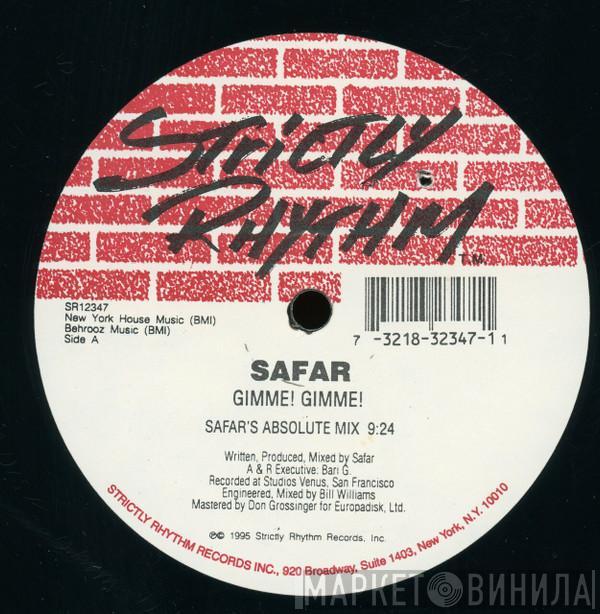 STRICTLY
RHYTHM
T.M.
SR12347
New York House Music (BMI)
Behrooz Music (BMI)
Side A
7 -3218-32347-1 1
SAFAR
GIMME! GIMME!
SAFAR'S ABSOLUTE MIX 9:24
Written, Produced, Mixed by Safar
A & R Executive: Bari G.
Recorded at Studios Venus, San Francisco
Engineered, Mixed by Bill Williams
Mastered by Don Grossinger for Europadisk, Ltd.
℗© 1995 Strictly Rhythm Records, Inc.
STRICTLY RHYTHM RECORDS INC., 920 Broadway, Suite 1403, New York, N.Y. 10010
МАРКЕТ ВИНИЛА